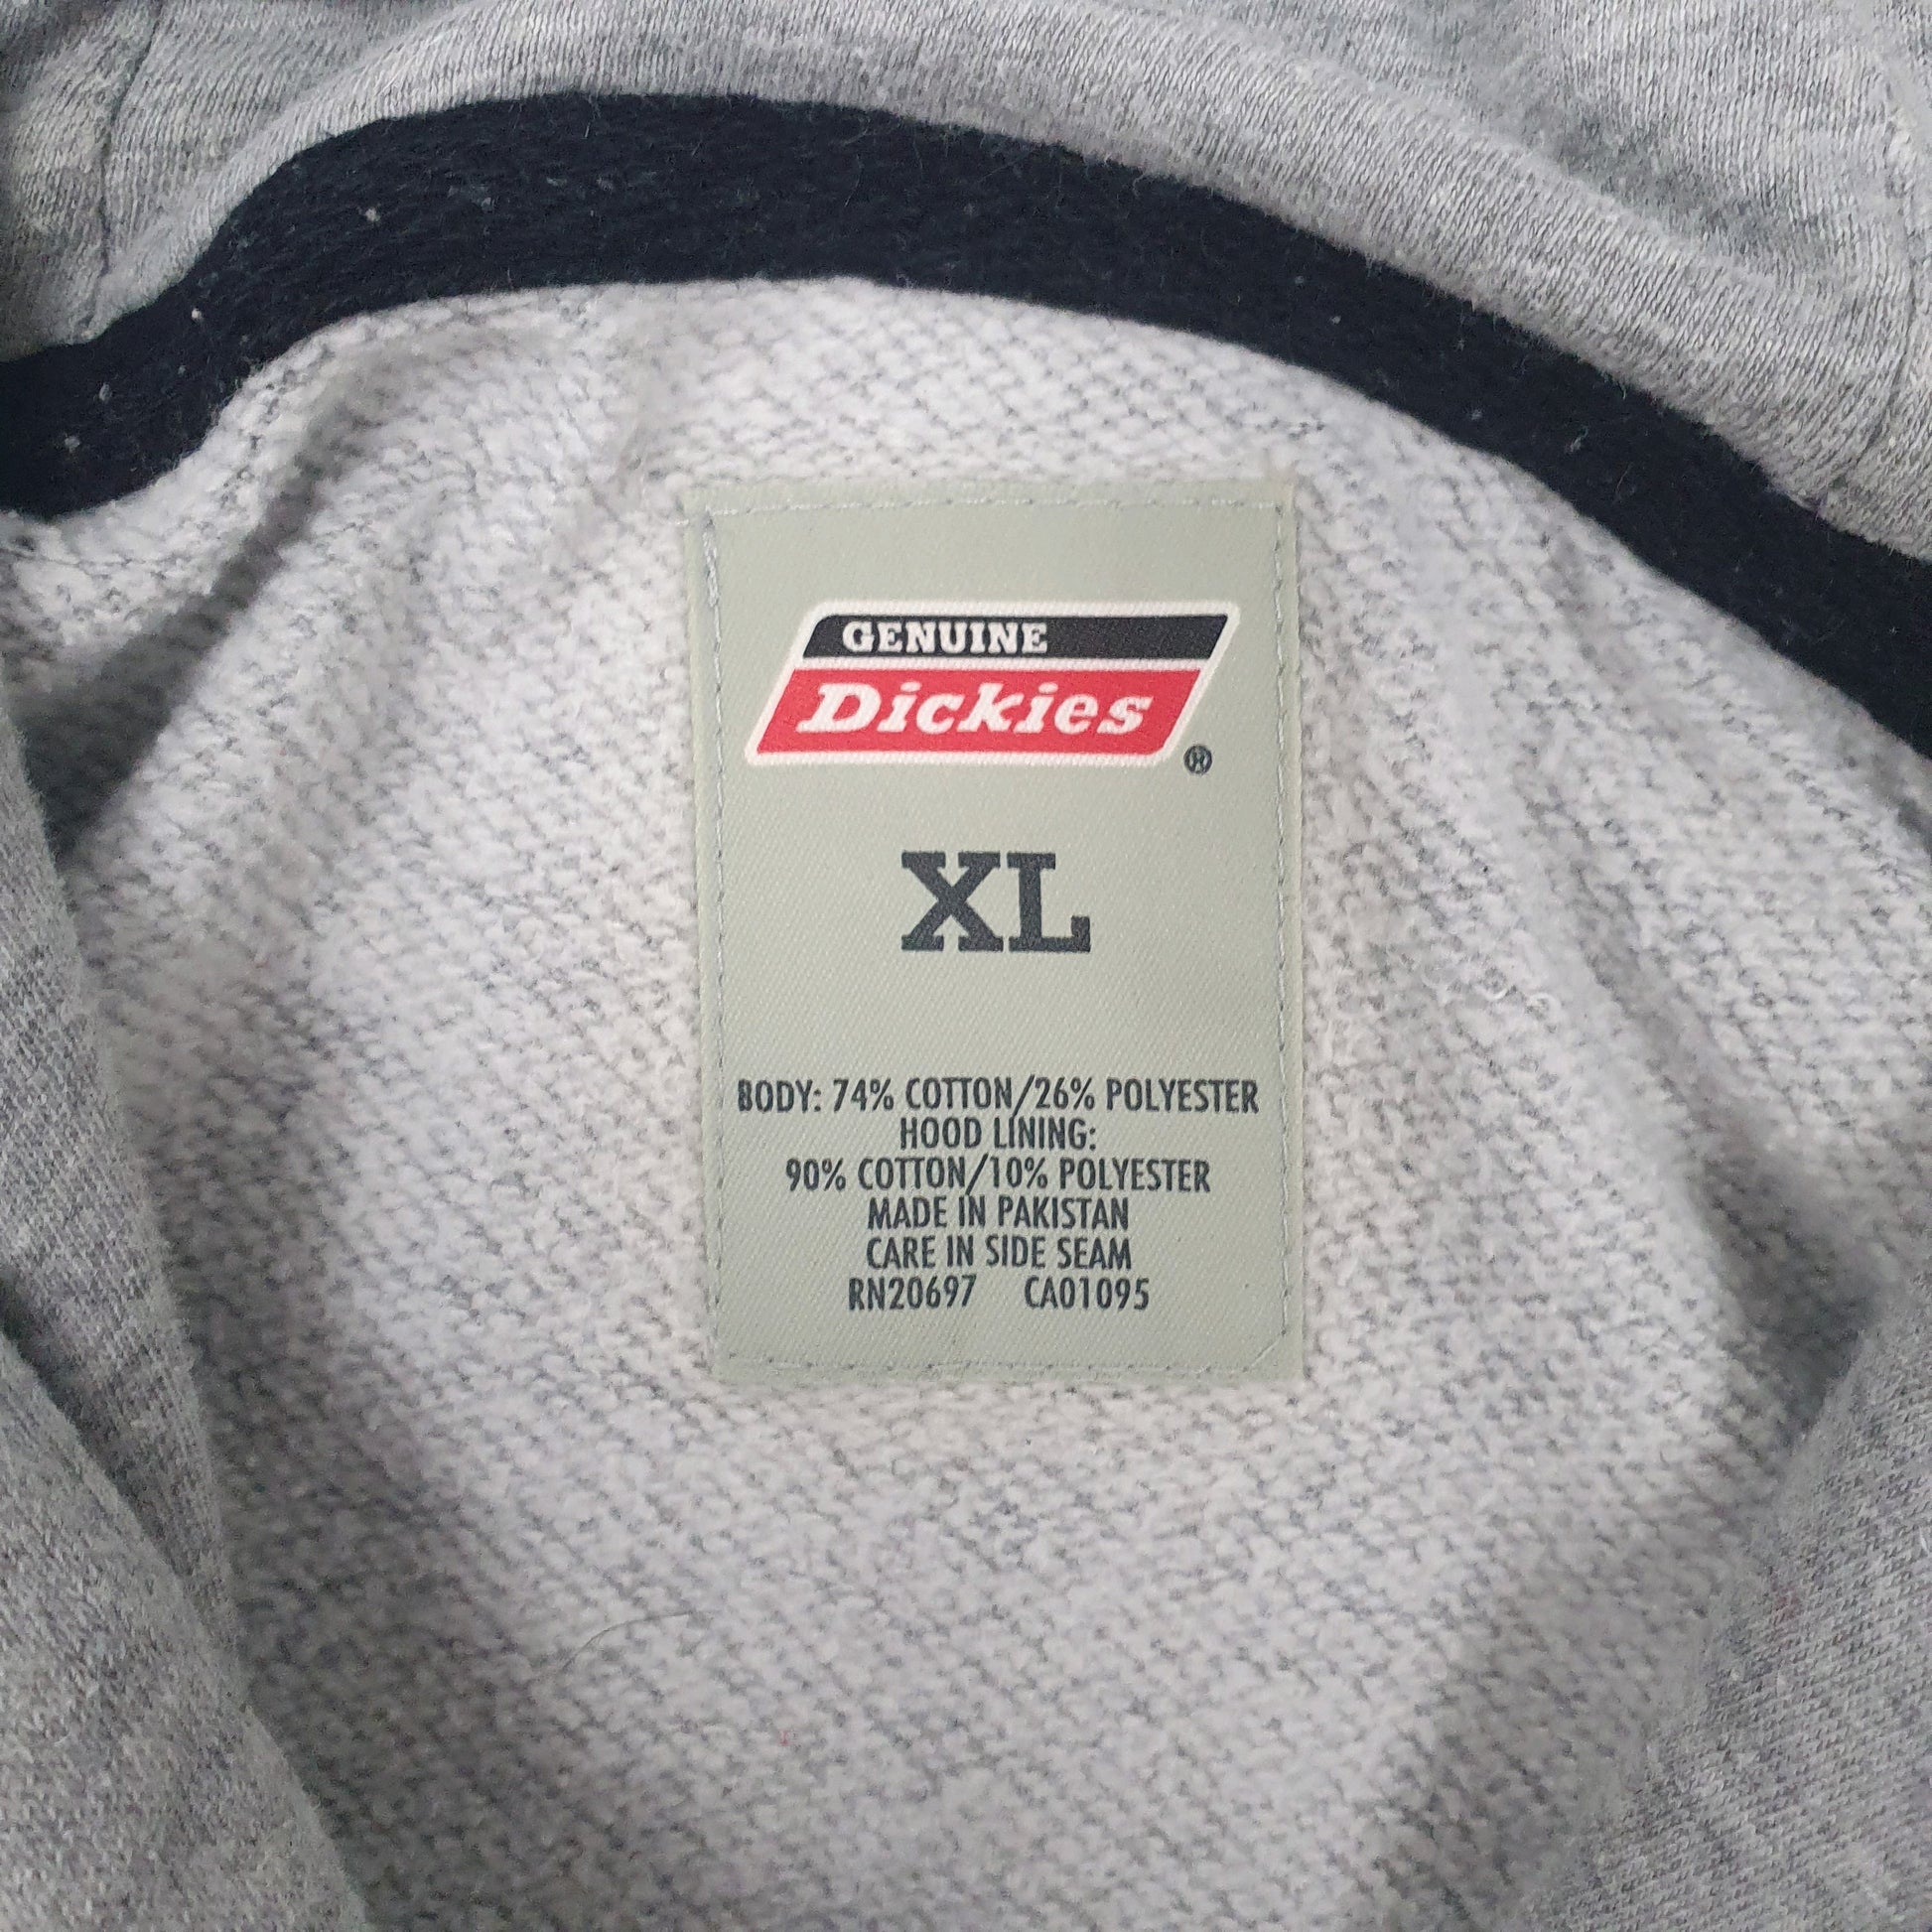 GENUINE
Dickies
®
XL
BODY: 74% COTTON/26% POLYESTER
HOOD LINING:
90% COTTON/10% POLYESTER
MADE IN PAKISTAN
CARE IN SIDE SEAM
RN20697 CA01095